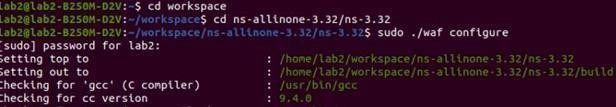 lab2@lab2-B250M-D2V:~$ cd workspace
lab2@lab2-B250M-D2V:~/workspace$ cd ns-allinone-3.32/ns-3.32
lab2@lab2-B250M-D2V:~/workspace/ns-allinone-3.32/ns-3.32$ sudo ./waf configure
[sudo] password for lab2:
Setting top to : /home/lab2/workspace/ns-allinone-3.32/ns-3.32
Setting out to : /home/lab2/workspace/ns-allinone-3.32/ns-3.32/build
Checking for 'gcc' (C compiler) : /usr/bin/gcc
Checking for cc version : 9.4.0